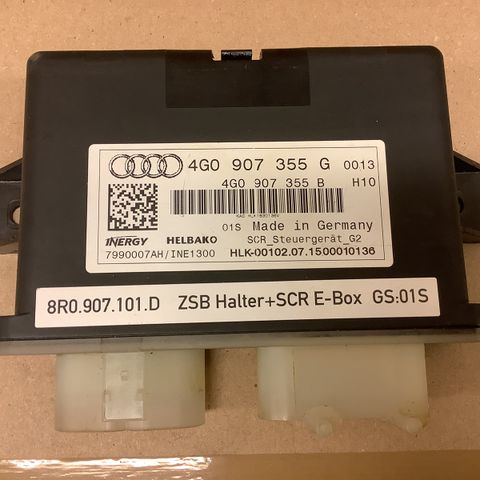 4G0 907 355 G 0013
4G0 907 355 B H10
01S Made in Germany
INERGY HELBAKO SCR_Steuergerät_G2
7990007AH/INE1300 HLK-00102.07.1500010136
8R0.907.101.D ZSB Halter+SCR E-Box GS:01S